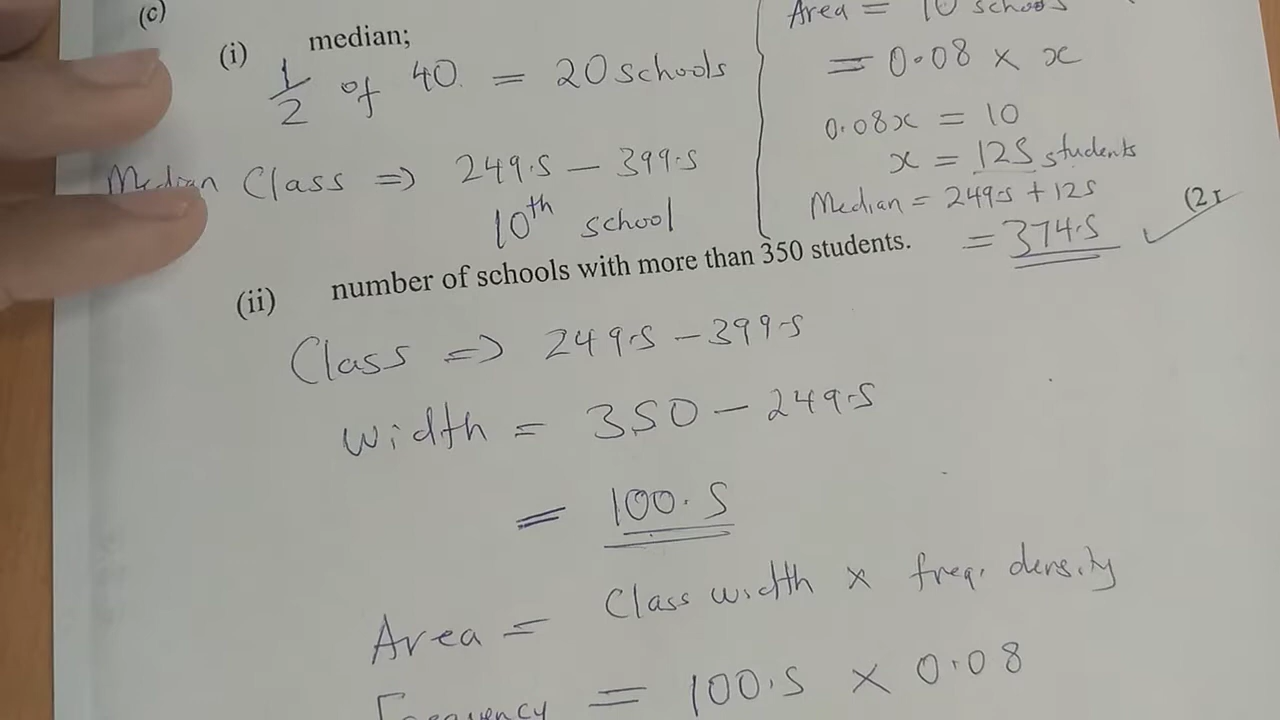 (c)
(i) median;
1/2 of 40 = 20 schools
Median Class => 249.5 – 399.5
10th school
Area = 10 schools
= 0.08 × x
0.08x = 10
x = 125 students
Median = 249.5 + 125
= 374.5
(ii) number of schools with more than 350 students.
Class => 249.5 – 399.5
Width = 350 – 249.5
= 100.5
Area = Class width × freq. density
Frequency = 100.5 × 0.08